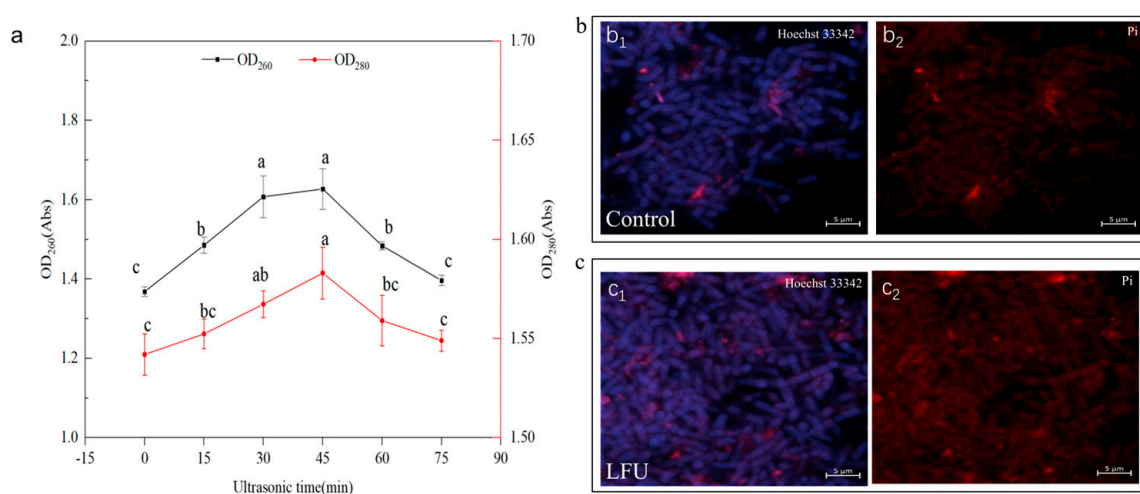 a
2.0
1.8
1.6
1.4
1.2
1.0
OD260(Abs)
OD260
OD280
c
b
a
a
b
c
c
bc
ab
a
bc
c
1.70
1.65
1.60
1.55
1.50
OD280(Abs)
-15 0 15 30 45 60 75 90
Ultrasonic time(min)
b
b1
Hoechst 33342
Control
5 μm
b2
Pi
5 μm
c
c1
Hoechst 33342
LFU
5 μm
c2
Pi
5 μm